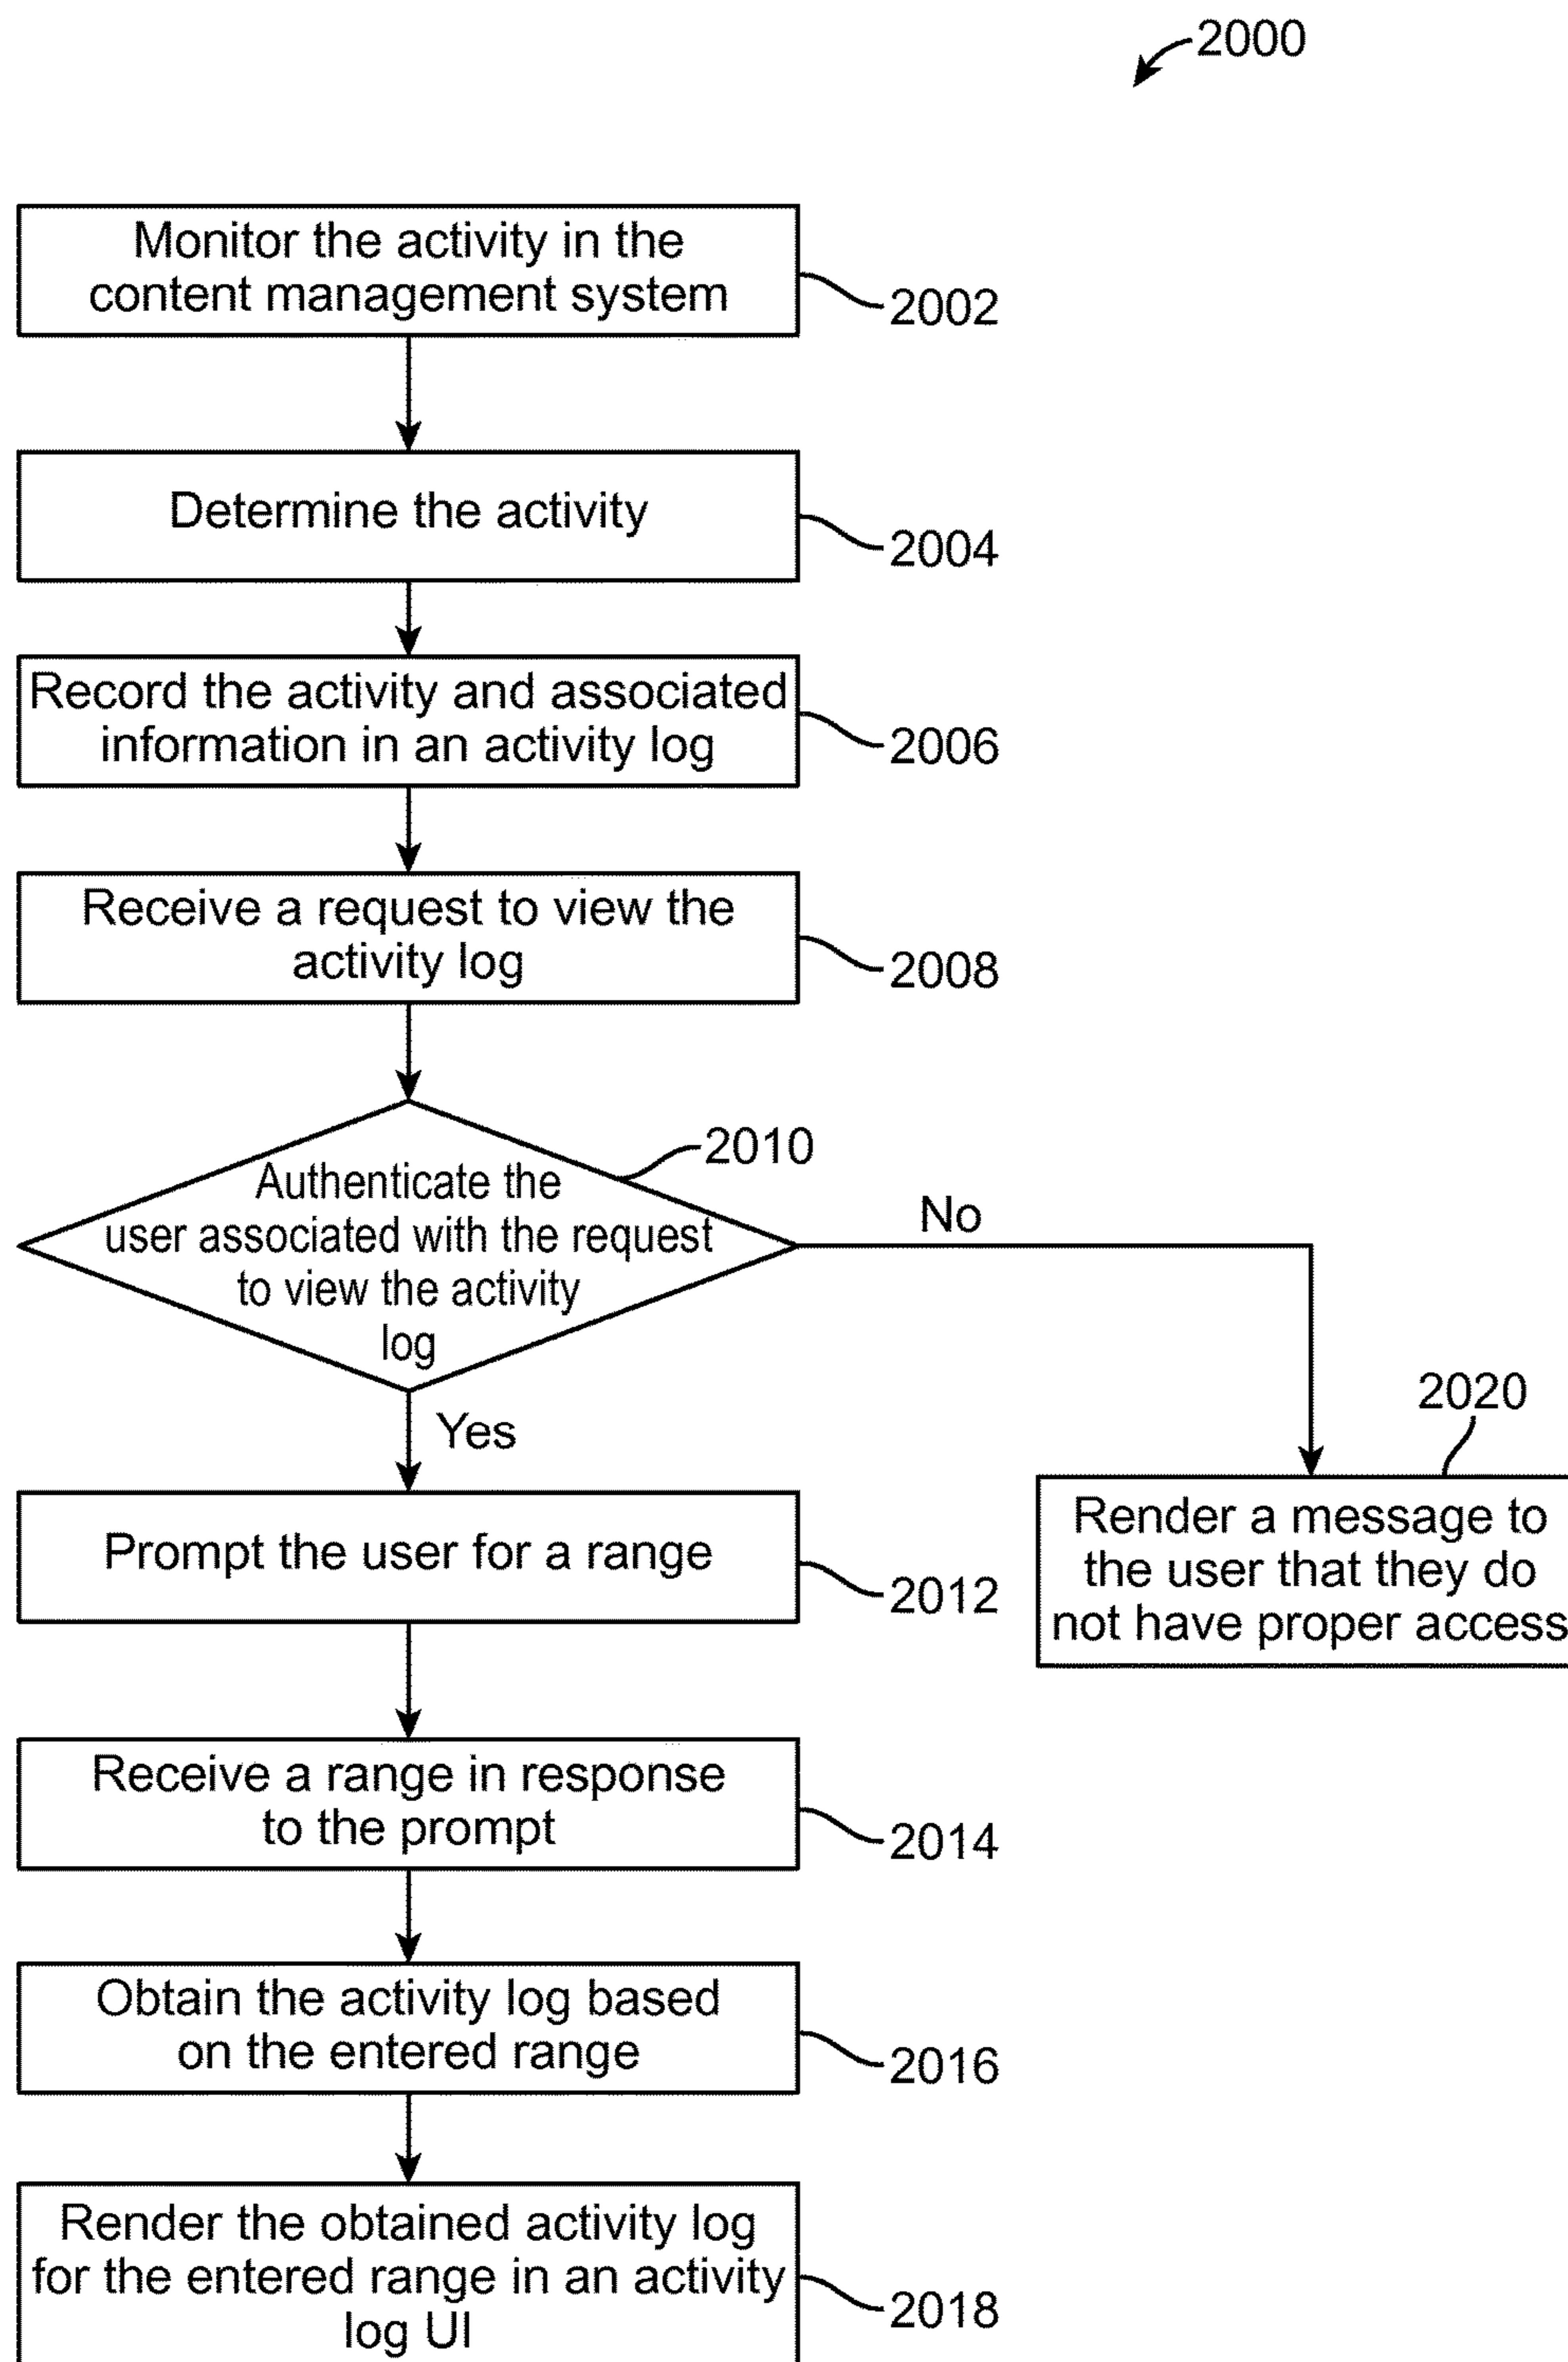 2000
Monitor the activity in the
content management system
2002
Determine the activity
2004
Record the activity and associated
information in an activity log
2006
Receive a request to view the
activity log
2008
2010
Authenticate the
user associated with the request
to view the activity
log
No
Yes
2020
Render a message to
the user that they do
not have proper access
Prompt the user for a range
2012
Receive a range in response
to the prompt
2014
Obtain the activity log based
on the entered range
2016
Render the obtained activity log
for the entered range in an activity
log UI
2018